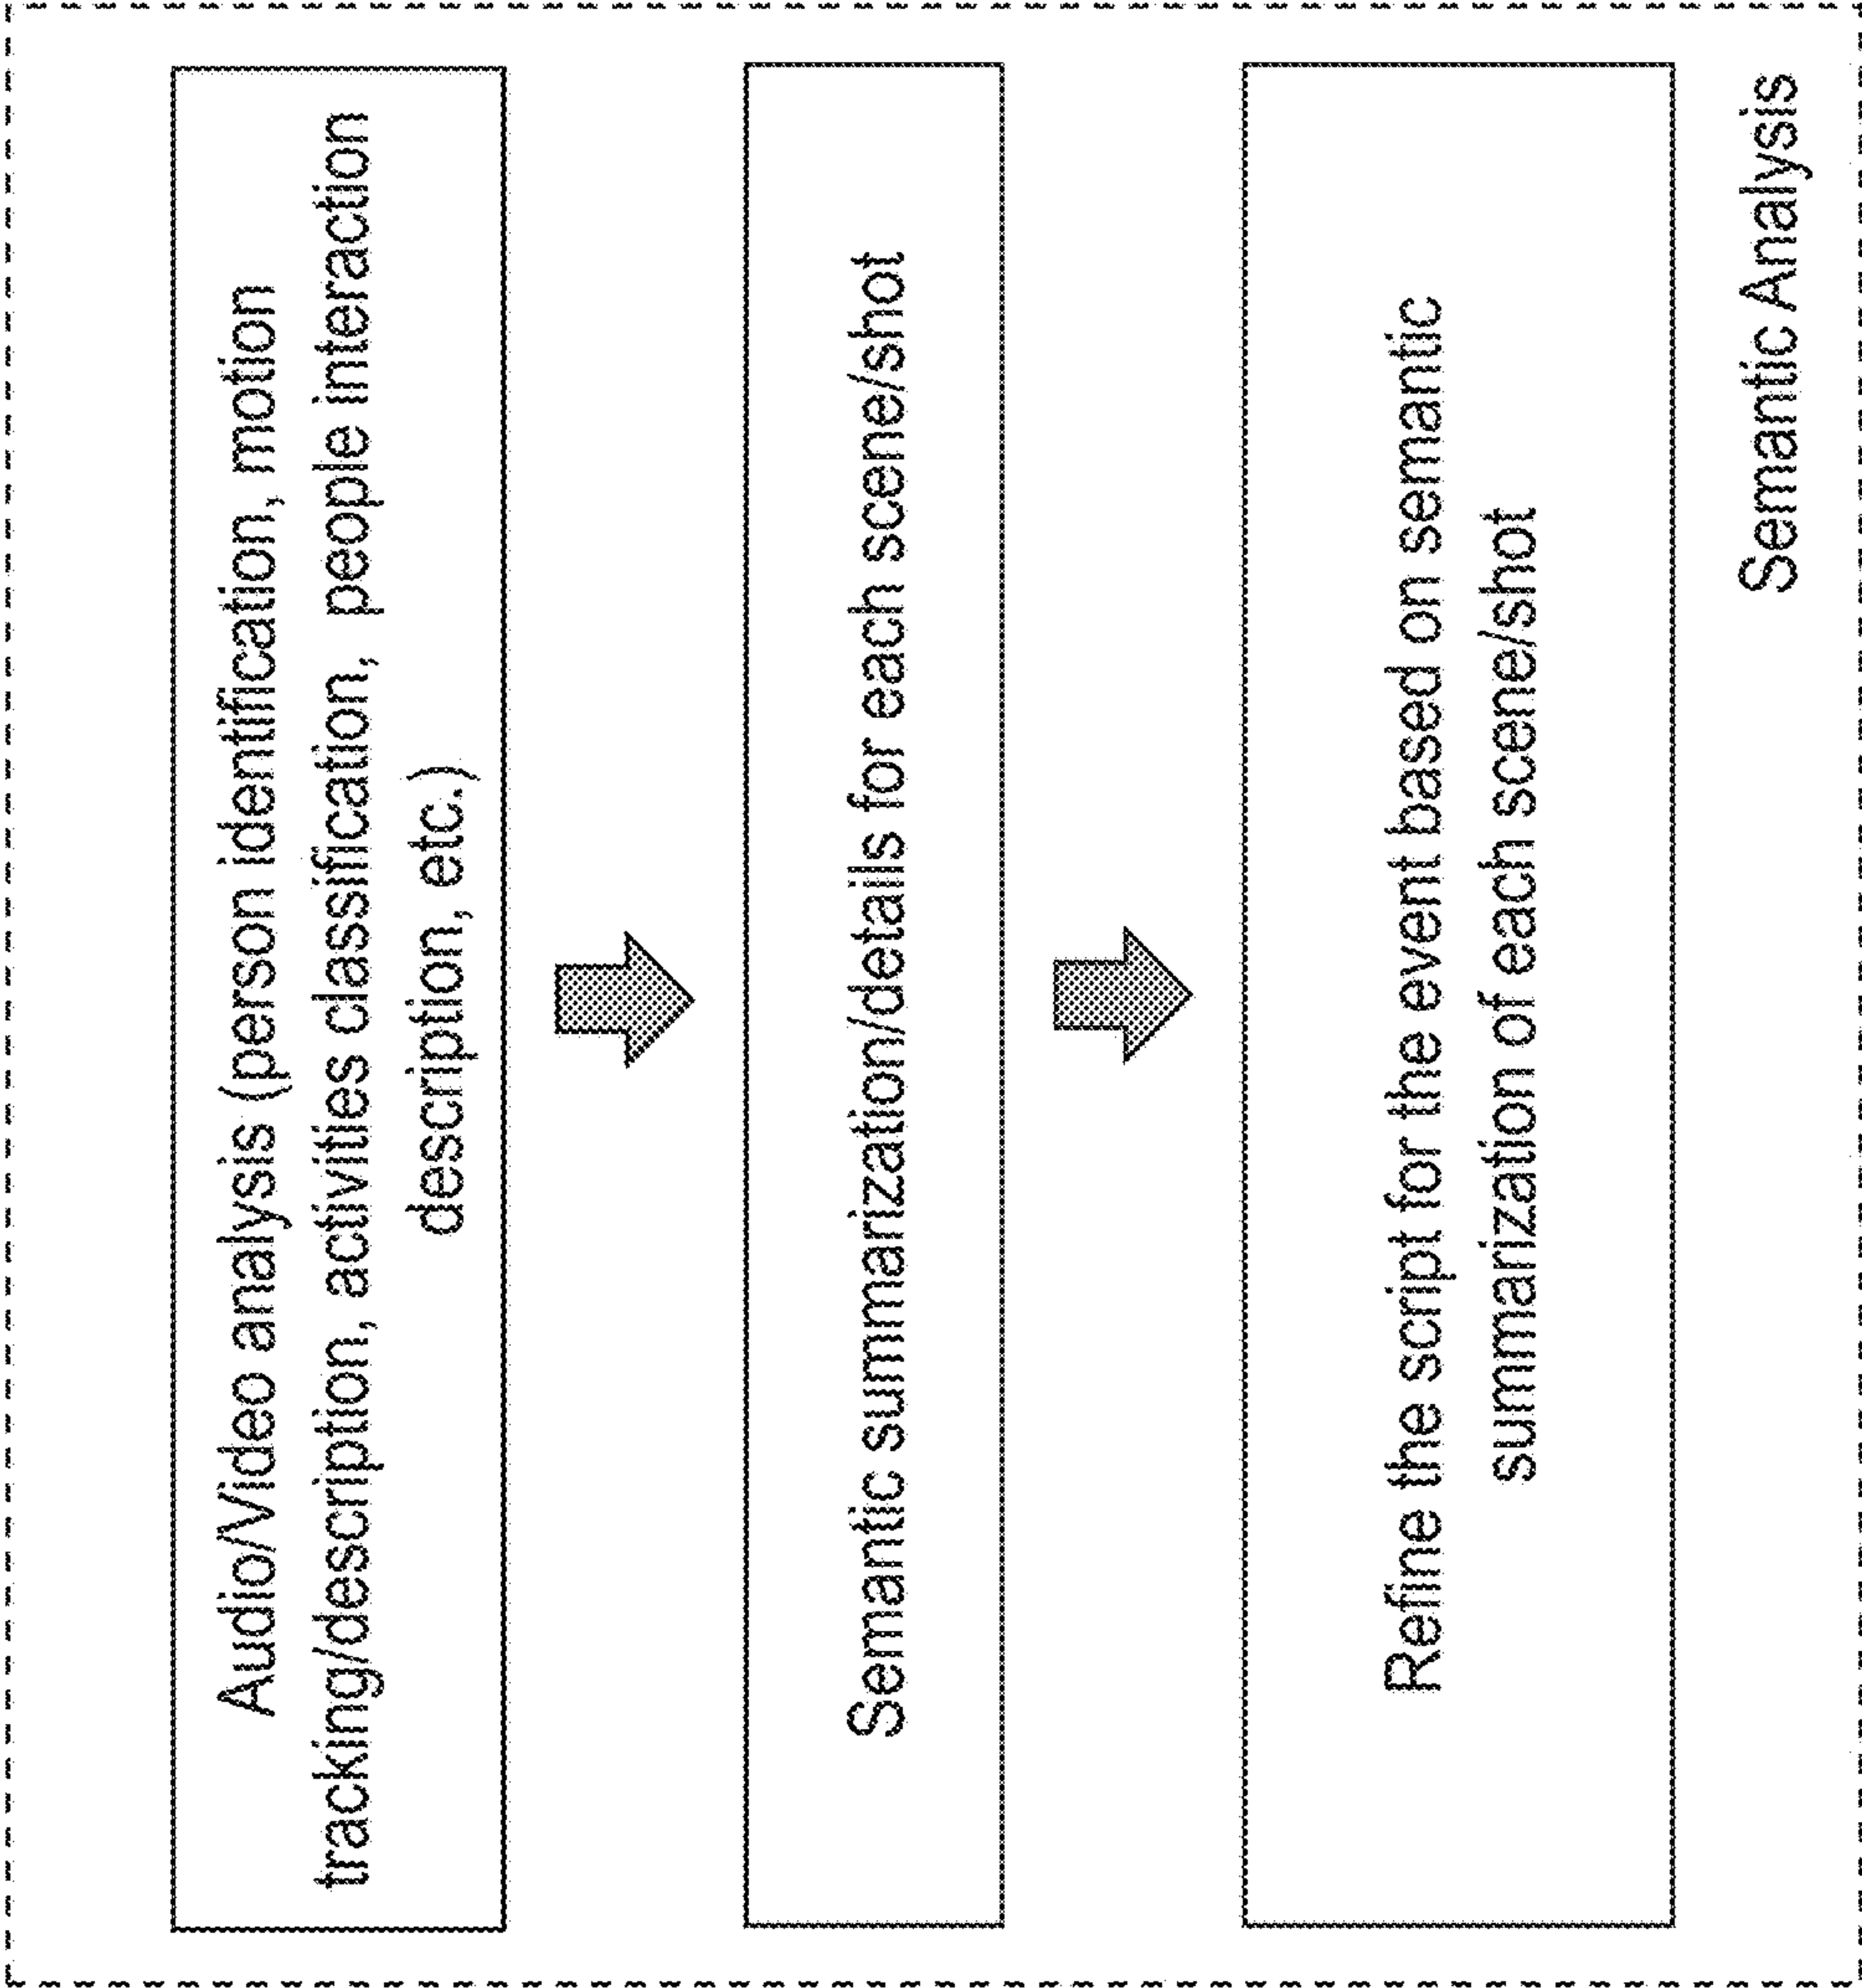 Audio/Video analysis (person identification, motion
tracking/description, activities classification, people interaction
description, etc.)
Semantic summarization/details for each scene/shot
Refine the script for the event based on semantic
summarization of each scene/shot
Semantic Analysis